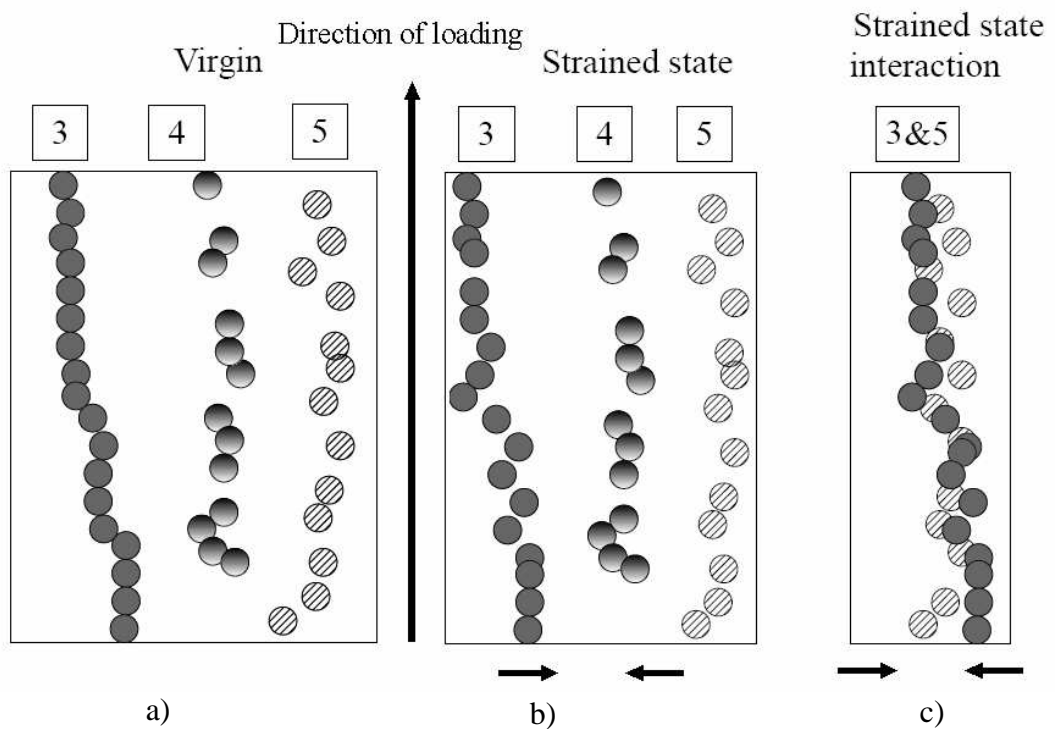 Direction of loading
Virgin
Strained state
Strained state
interaction
3
4
5
3
4
5
3&5
a)
b)
c)